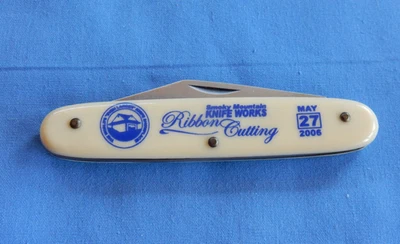 Smoky Mountain
KNIFE WORKS
Ribbon
Cutting
MAY
27
2006